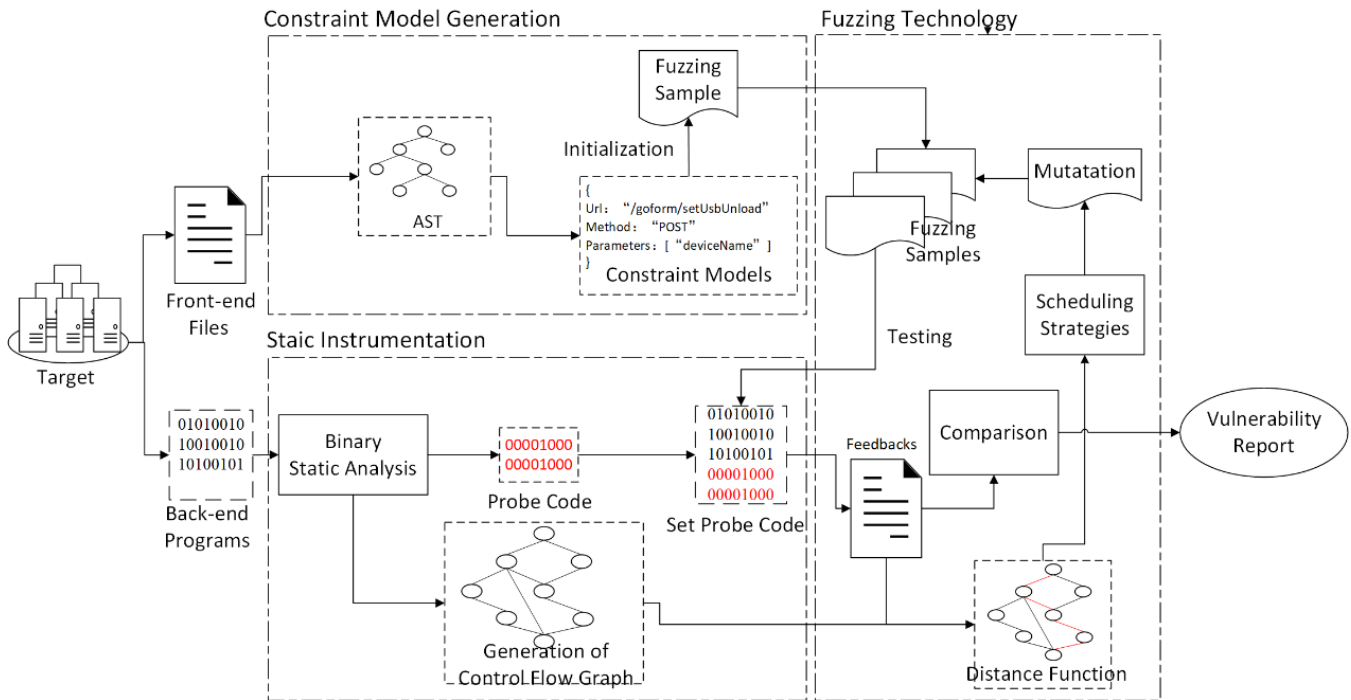 Constraint Model Generation
Fuzzing Technology
Fuzzing
Sample
Initialization
AST
{
Url: “/goform/setUsbUnload”
Method: “POST”
Parameters:[ “deviceName” ]
}
Constraint Models
Mutatation
Fuzzing
Samples
Front-end
Files
Scheduling
Strategies
Target
Staic Instrumentation
Testing
01010010
10010010
10100101
Back-end
Programs
Binary
Static Analysis
00001000
00001000
Probe Code
01010010
10010010
10100101
00001000
00001000
Set Probe Code
Feedbacks
Comparison
Vulnerability
Report
Generation of
Control Flow Graph
Distance Function